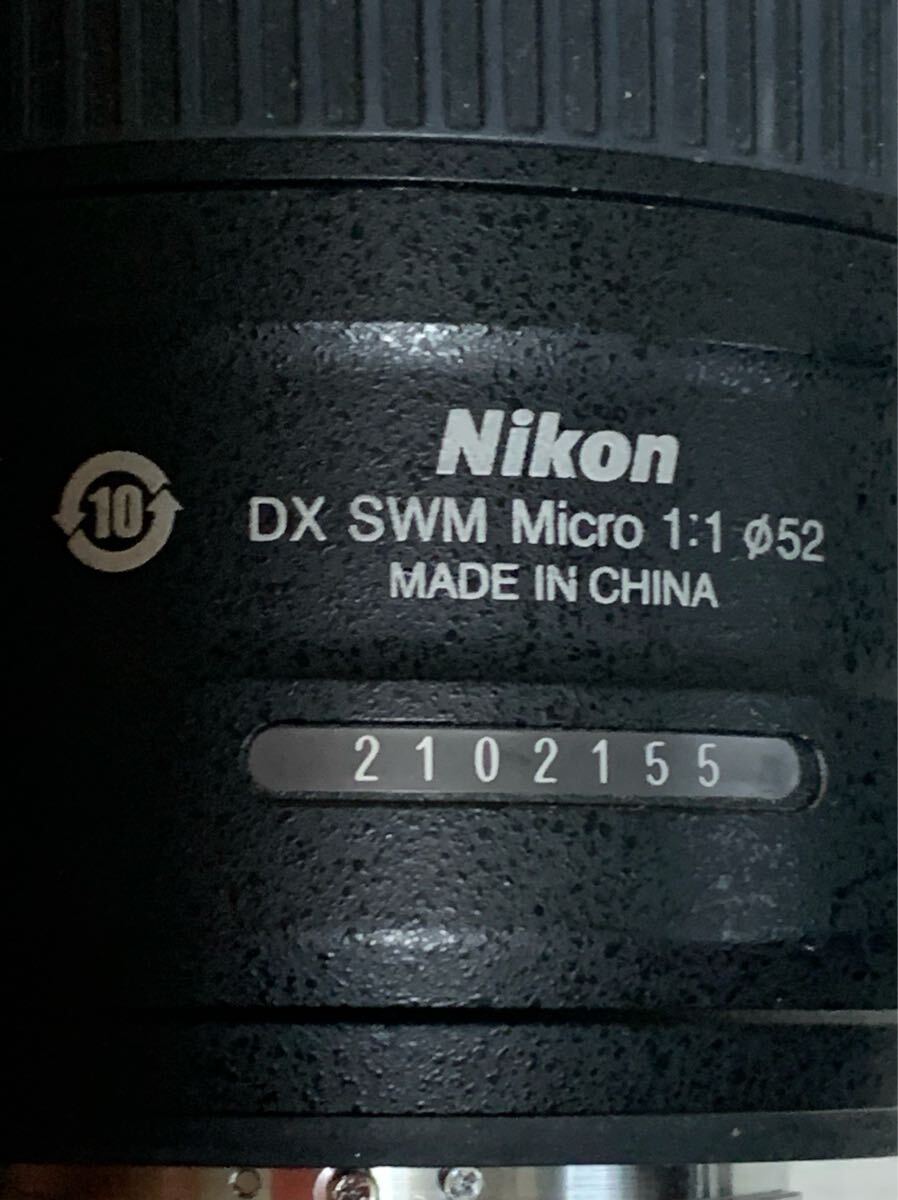 Nikon
10
DX SWM Micro 1:1 ⌀52
MADE IN CHINA
2102155